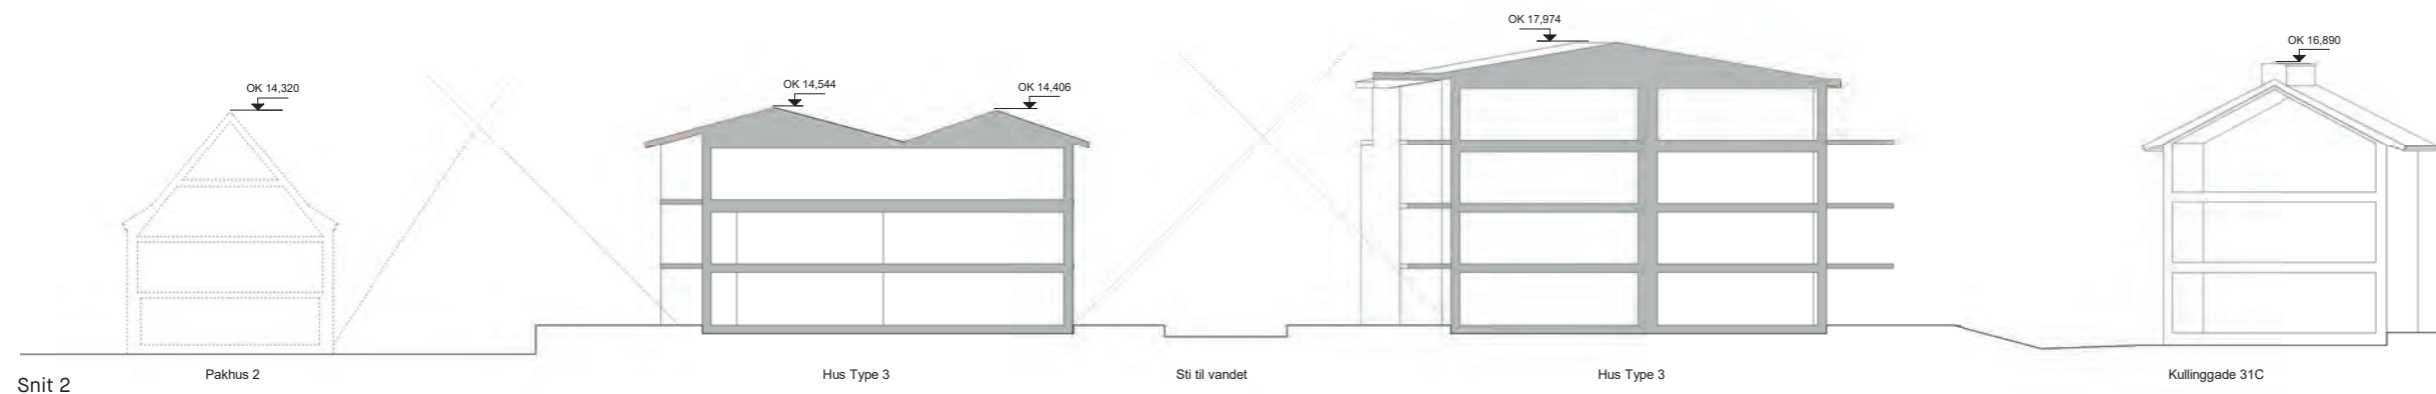 OK 14,320
OK 14,544
OK 14,406
OK 17,974
OK 16,890
Pakhus 2
Hus Type 3
Sti til vandet
Hus Type 3
Kullinggade 31C
Snit 2